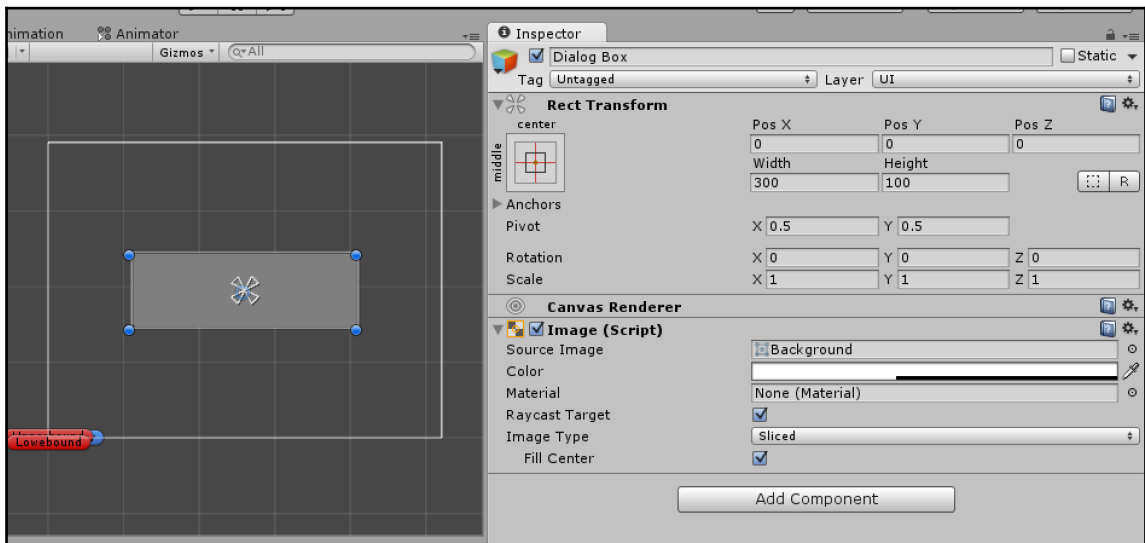 nimation Animator
Gizmos All
Lowebound
Inspector
Dialog Box Static
Tag Untagged Layer UI
Rect Transform
center
middle
Pos X Pos Y Pos Z
0 0 0
Width Height
300 100
R
Anchors
Pivot X 0.5 Y 0.5
Rotation X 0 Y 0 Z 0
Scale X 1 Y 1 Z 1
Canvas Renderer
Image (Script)
Source Image Background
Color
Material None (Material)
Raycast Target
Image Type Sliced
Fill Center
Add Component